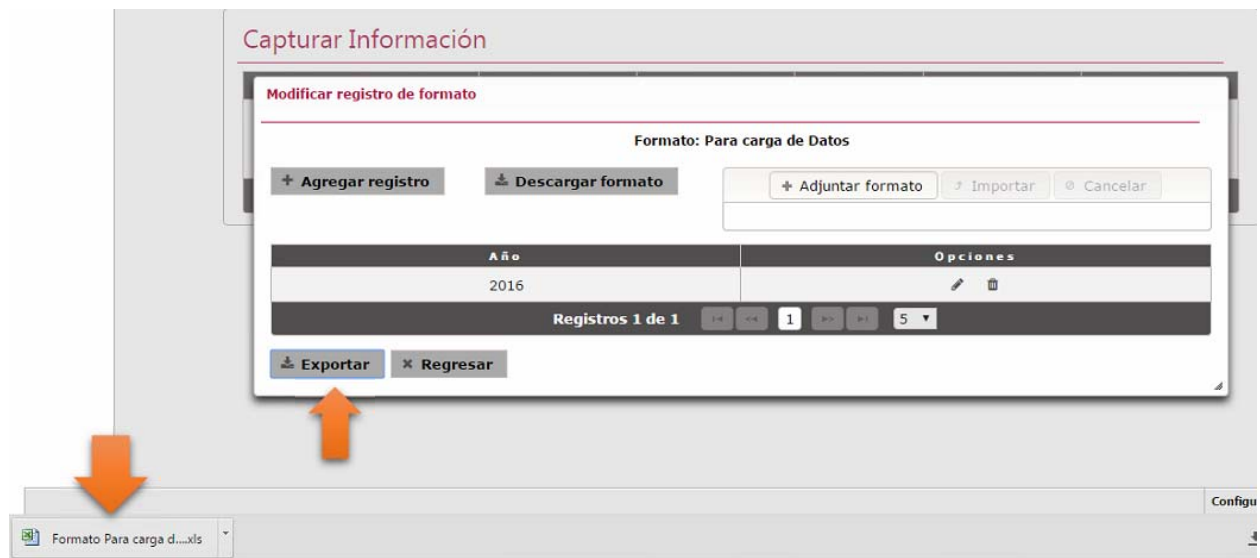 Capturar Información
Modificar registro de formato
Formato: Para carga de Datos
Agregar registro
Descargar formato
Adjuntar formato
Importar
Cancelar
Año
Opciones
2016
Registros 1 de 1
1
5
Exportar
Regresar
Configu
Formato Para carga d....xls